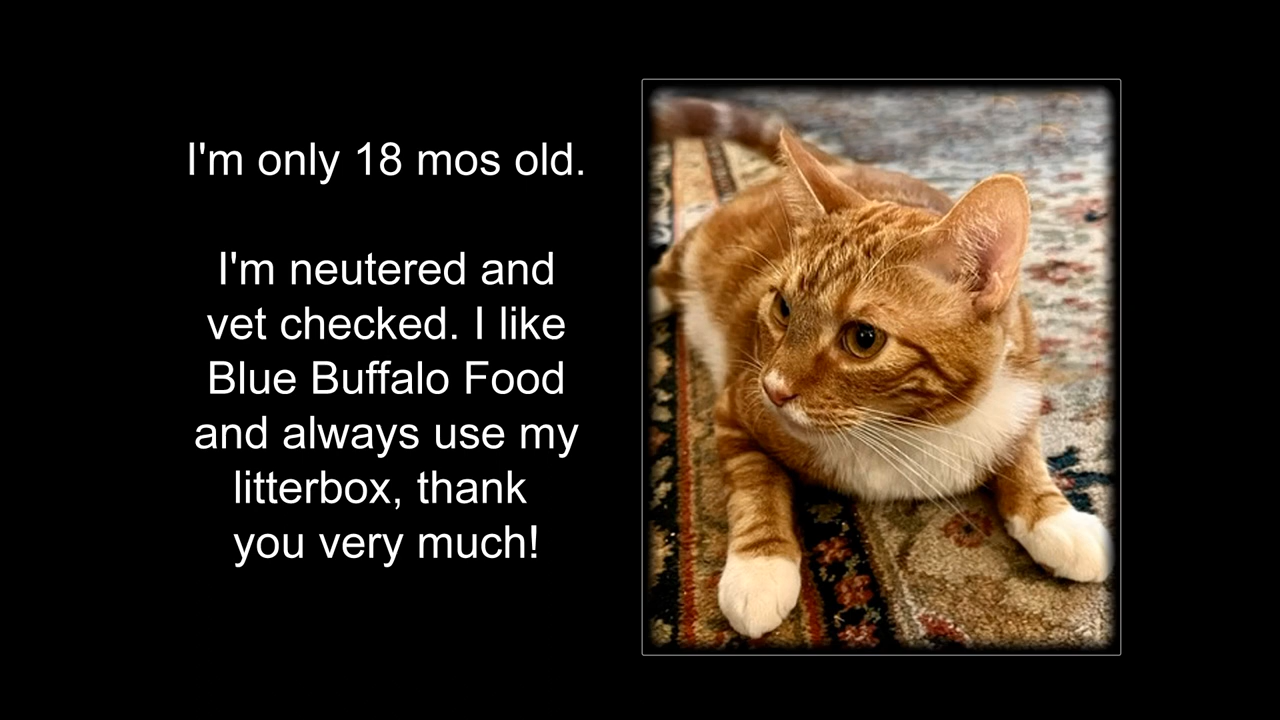 I'm only 18 mos old.
I'm neutered and
vet checked. I like
Blue Buffalo Food
and always use my
litterbox, thank
you very much!